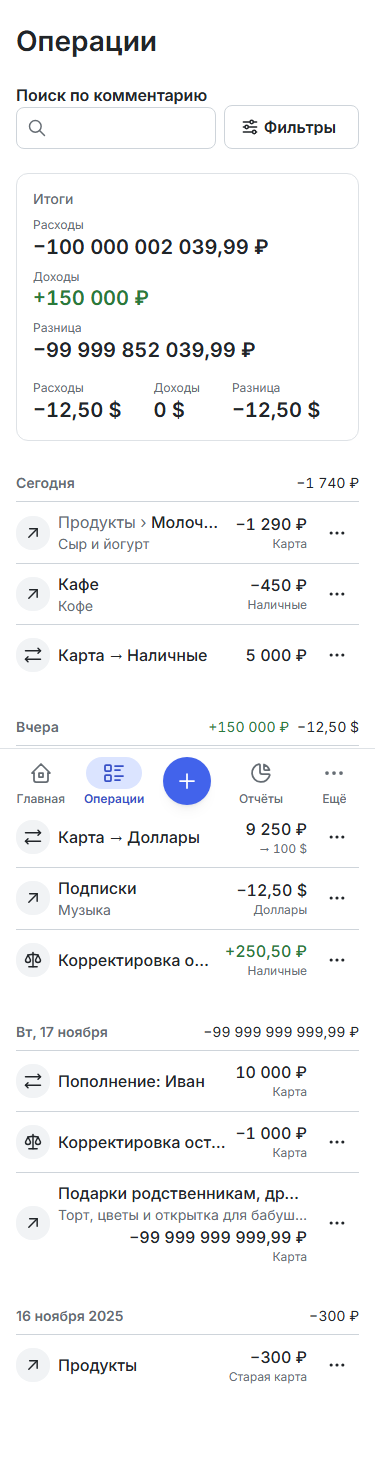 Операции
Поиск по комментарию
Фильтры
Итоги
Расходы
−100 000 002 039,99 ₽
Доходы
+150 000 ₽
Разница
−99 999 852 039,99 ₽
Расходы Доходы Разница
−12,50 $ 0 $ −12,50 $
Сегодня −1 740 ₽
Продукты › Молоч... −1 290 ₽
Сыр и йогурт Карта
Кафе −450 ₽
Кофе Наличные
Карта → Наличные 5 000 ₽
Вчера +150 000 ₽ −12,50 $
Главная Операции Отчёты Ещё
Карта → Доллары 9 250 ₽
→ 100 $
Подписки −12,50 $
Музыка Доллары
Корректировка о... +250,50 ₽
Наличные
Вт, 17 ноября −99 999 999 999,99 ₽
Пополнение: Иван 10 000 ₽
Карта
Корректировка ост... −1 000 ₽
Карта
Подарки родственникам, др...
Торт, цветы и открытка для бабуш...
−99 999 999 999,99 ₽
Карта
16 ноября 2025 −300 ₽
Продукты −300 ₽
Старая карта